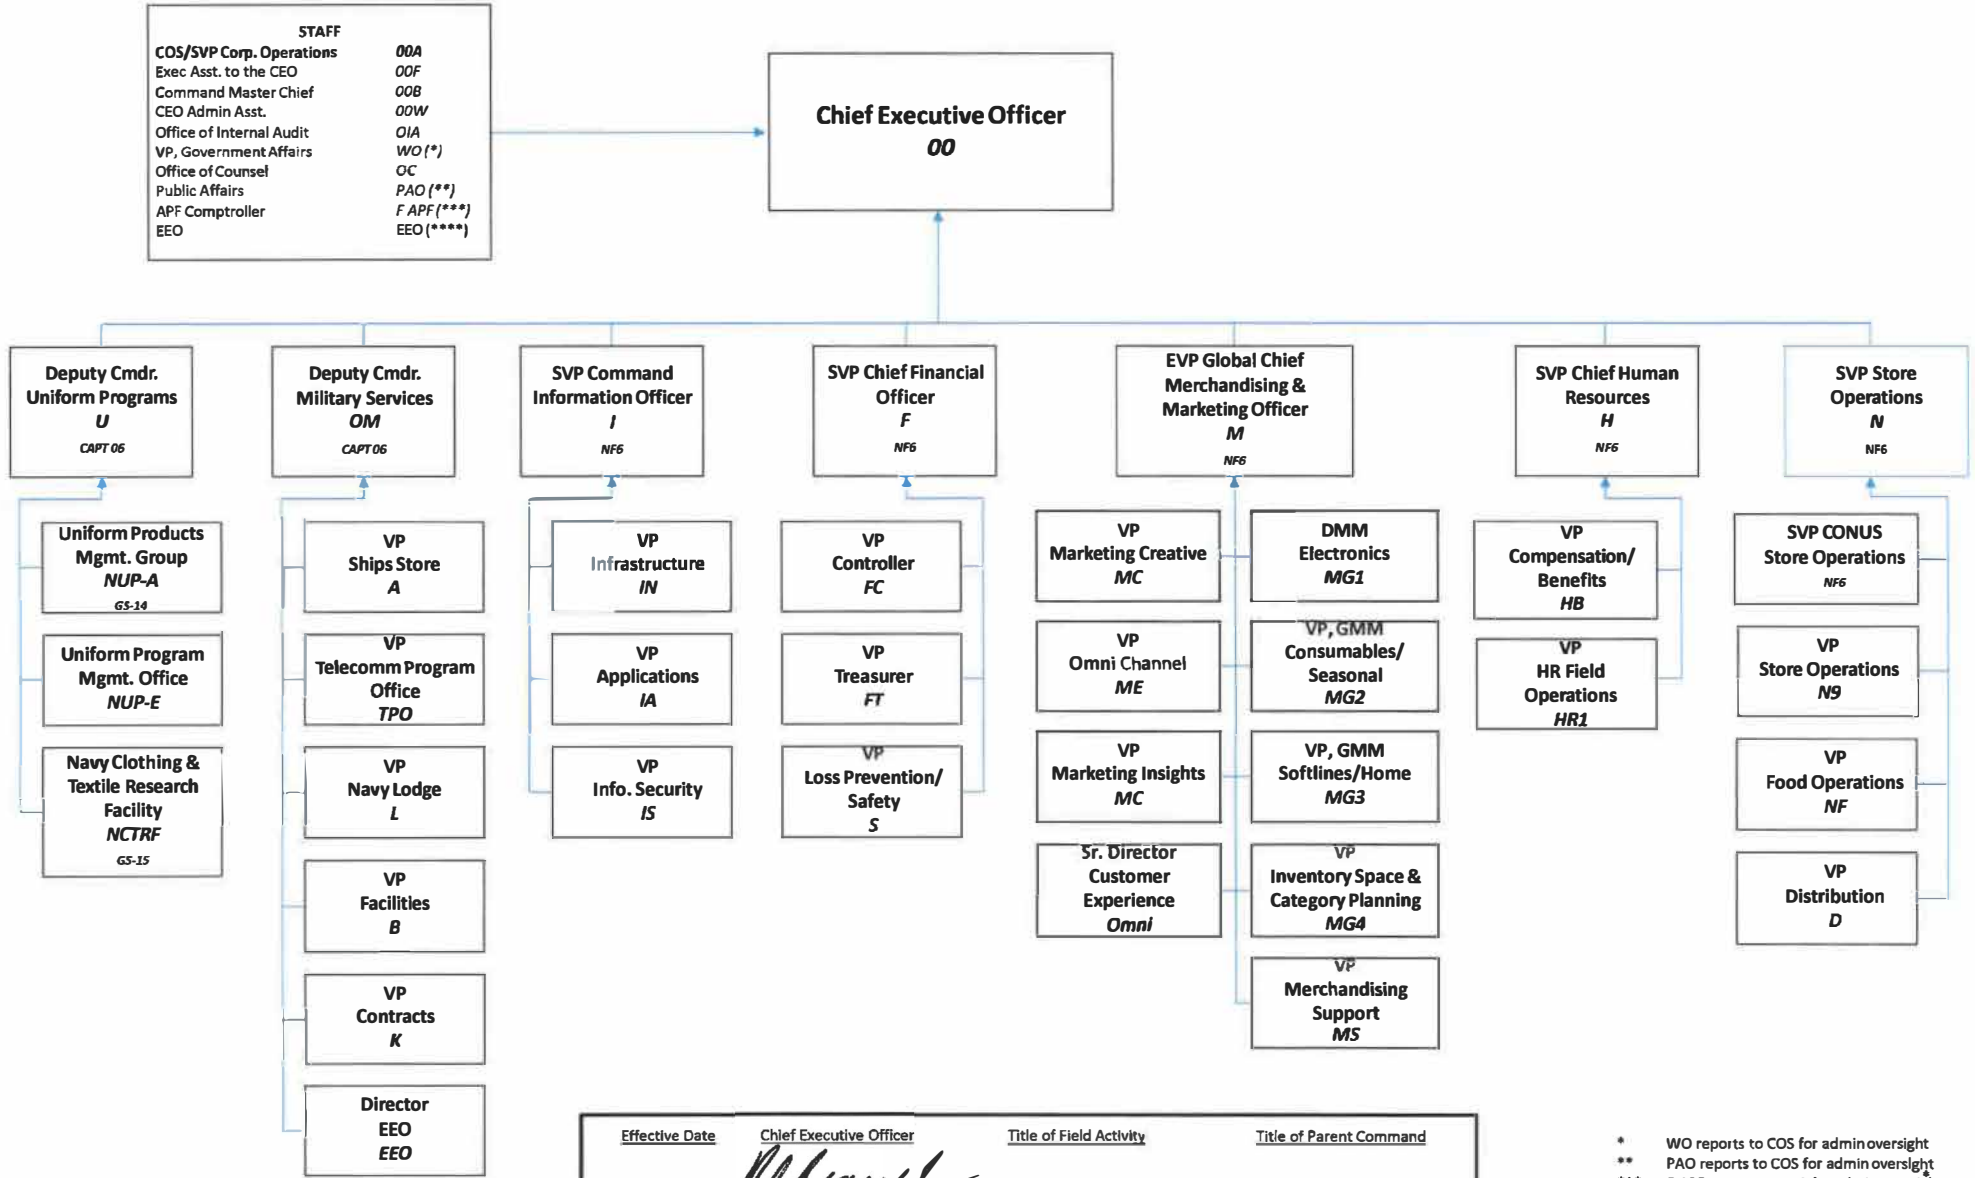 STAFF
COS/SVP Corp. Operations 00A
Exec Asst. to the CEO 00F
Command Master Chief 00B
CEO Admin Asst. 00W
Office of Internal Audit OIA
VP, Government Affairs WO (*)
Office of Counsel OC
Public Affairs PAO (**)
APF Comptroller F APF (***)
EEO EEO (****)
Chief Executive Officer
00
Deputy Cmdr.
Uniform Programs
U
CAPT 06
Deputy Cmdr.
Military Services
OM
CAPT 06
SVP Command
Information Officer
I
NF6
SVP Chief Financial
Officer
F
NF6
EVP Global Chief
Merchandising &
Marketing Officer
M
NF6
SVP Chief Human
Resources
H
NF6
SVP Store
Operations
N
NF6
Uniform Products
Mgmt. Group
NUP-A
GS-14
Uniform Program
Mgmt. Office
NUP-E
Navy Clothing &
Textile Research
Facility
NCTRF
GS-15
VP
Ships Store
A
VP
Telecomm Program
Office
TPO
VP
Navy Lodge
L
VP
Facilities
B
VP
Contracts
K
Director
EEO
EEO
VP
Infrastructure
IN
VP
Applications
IA
VP
Info. Security
IS
VP
Controller
FC
VP
Treasurer
FT
VP
Loss Prevention/
Safety
S
VP
Marketing Creative
MC
VP
Omni Channel
ME
VP
Marketing Insights
MC
Sr. Director
Customer
Experience
Omni
DMM
Electronics
MG1
VP, GMM
Consumables/
Seasonal
MG2
VP, GMM
Softlines/Home
MG3
VP
Inventory Space &
Category Planning
MG4
VP
Merchandising
Support
MS
VP
Compensation/
Benefits
HB
VP
HR Field
Operations
HR1
SVP CONUS
Store Operations
NF6
VP
Store Operations
N9
VP
Food Operations
NF
VP
Distribution
D
Effective Date Chief Executive Officer Title of Field Activity Title of Parent Command
* WO reports to COS for admin oversight
** PAO reports to COS for admin oversight